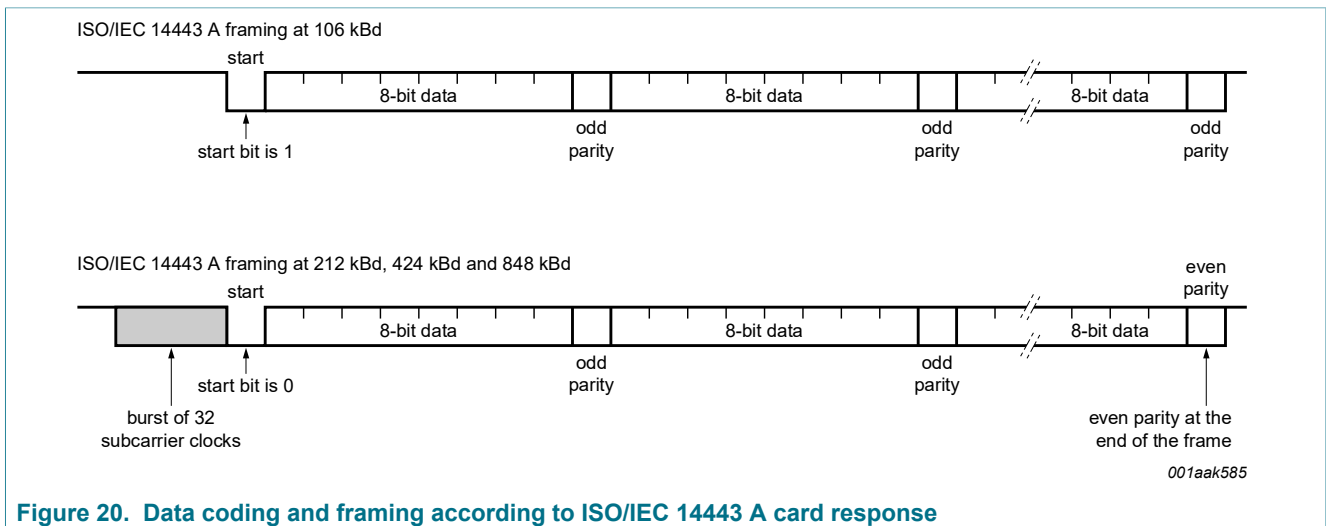 ISO/IEC 14443 A framing at 106 kBd
start
8-bit data
8-bit data
8-bit data
odd
parity
odd
parity
odd
parity
start bit is 1
ISO/IEC 14443 A framing at 212 kBd, 424 kBd and 848 kBd
even
parity
start
8-bit data
8-bit data
8-bit data
odd
parity
odd
parity
start bit is 0
burst of 32
subcarrier clocks
even parity at the
end of the frame
001aak585
Figure 20. Data coding and framing according to ISO/IEC 14443 A card response